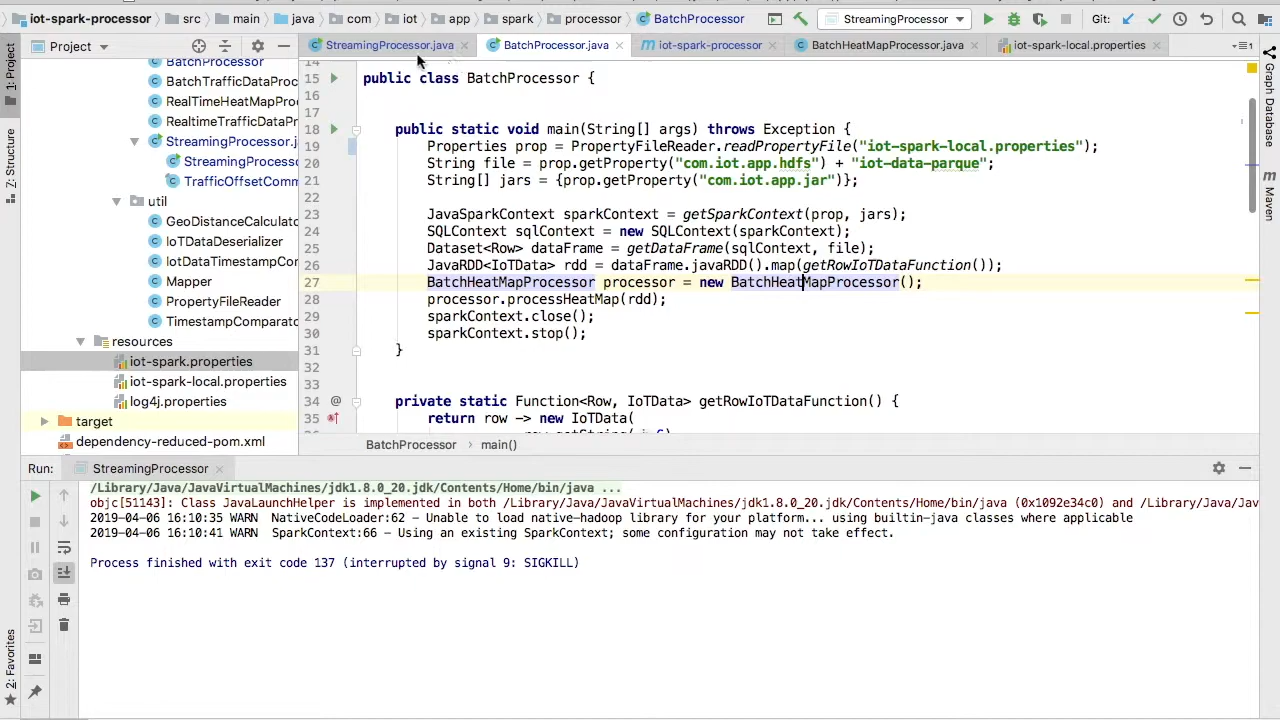 iot-spark-processor src main java com iot app spark processor BatchProcessor StreamingProcessor Git:
1: Project
Project
StreamingProcessor.java BatchProcessor.java iot-spark-processor BatchHeatMapProcessor.java iot-spark-local.properties
BatchProcessor
BatchTrafficDataProc
RealTimeHeatMapProc
RealtimeTrafficDataPr
StreamingProcessor.j
StreamingProcesso
TrafficOffsetComm
util
GeoDistanceCalculato
IoTDataDeserializer
IotDataTimestampCor
Mapper
PropertyFileReader
TimestampComparato
resources
iot-spark.properties
iot-spark-local.properties
log4j.properties
target
dependency-reduced-pom.xml
14
15 public class BatchProcessor {
16
17
18 public static void main(String[] args) throws Exception {
19 Properties prop = PropertyFileReader.readPropertyFile("iot-spark-local.properties");
20 String file = prop.getProperty("com.iot.app.hdfs") + "iot-data-parque";
21 String[] jars = {prop.getProperty("com.iot.app.jar")};
22
23 JavaSparkContext sparkContext = getSparkContext(prop, jars);
24 SQLContext sqlContext = new SQLContext(sparkContext);
25 Dataset<Row> dataFrame = getDataFrame(sqlContext, file);
26 JavaRDD<IoTData> rdd = dataFrame.javaRDD().map(getRowIoTDataFunction());
27 BatchHeatMapProcessor processor = new BatchHeatMapProcessor();
28 processor.processHeatMap(rdd);
29 sparkContext.close();
30 sparkContext.stop();
31 }
32
33
34 @ private static Function<Row, IoTData> getRowIoTDataFunction() {
35 return row -> new IoTData(
BatchProcessor main()
Z: Structure
2: Favorites
Graph Database
Maven
Run: StreamingProcessor
/Library/Java/JavaVirtualMachines/jdk1.8.0_20.jdk/Contents/Home/bin/java ...
objc[51143]: Class JavaLaunchHelper is implemented in both /Library/Java/JavaVirtualMachines/jdk1.8.0_20.jdk/Contents/Home/bin/java (0x1092e34c0) and /Library/Java/Jav
2019-04-06 16:10:35 WARN NativeCodeLoader:62 – Unable to load native-hadoop library for your platform... using builtin-java classes where applicable
2019-04-06 16:10:41 WARN SparkContext:66 – Using an existing SparkContext; some configuration may not take effect.
Process finished with exit code 137 (interrupted by signal 9: SIGKILL)